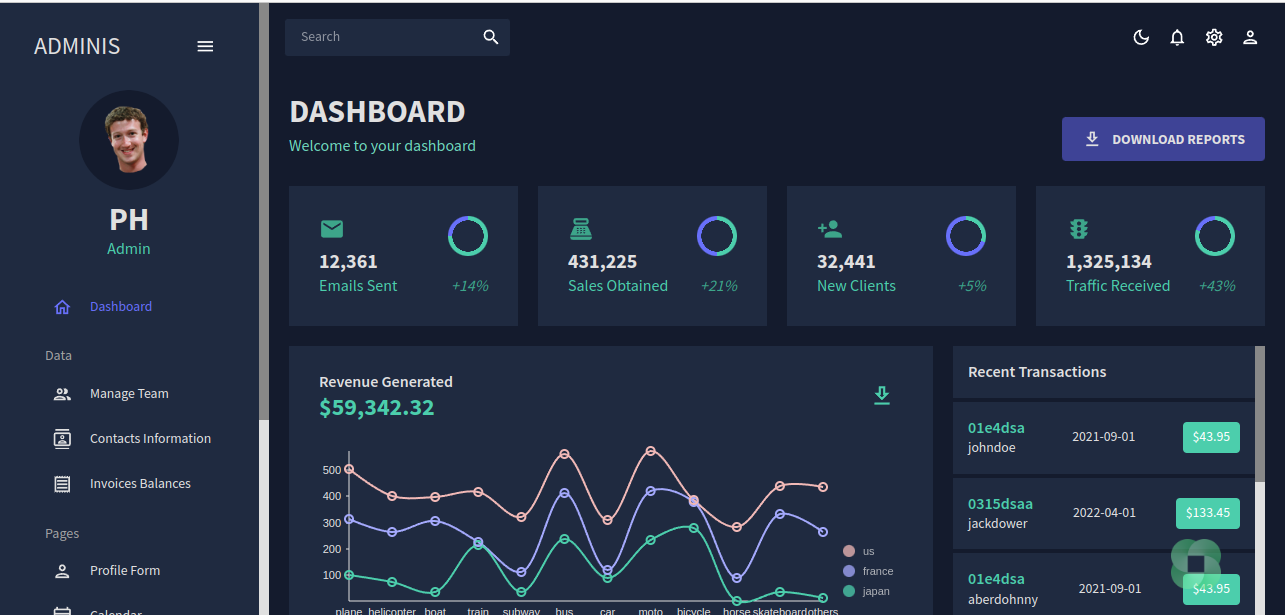 ADMINIS
PH
Admin
Dashboard
Data
Manage Team
Contacts Information
Invoices Balances
Pages
Profile Form
Calendar
Search
DASHBOARD
Welcome to your dashboard
DOWNLOAD REPORTS
12,361
Emails Sent +14%
431,225
Sales Obtained +21%
32,441
New Clients +5%
1,325,134
Traffic Received +43%
Revenue Generated
$59,342.32
500
400
300
200
100
plane helicopter boat train subway bus car moto bicycle horse skateboard others
us
france
japan
Recent Transactions
01e4dsa
johndoe
2021-09-01
$43.95
0315dsaa
jackdower
2022-04-01
$133.45
01e4dsa
aberdohnny
2021-09-01
$43.95